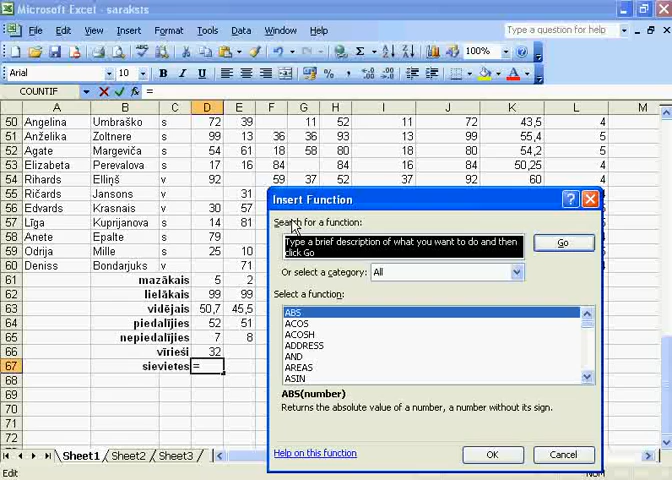 Microsoft Excel - saraksts
File Edit View Insert Format Tools Data Window Help Type a question for help
100%
Arial 10 B I U
COUNTIF =
A B C D E F G H I J K L M
50 Angelina Umbraško s 72 39 11 52 11 72 43,5 4
51 Anželika Zoltnere s 99 13 36 36 93 13 99 55,4 5
52 Agate Margeviča s 54 61 18 58 80 18 80 54,2 5
53 Elizabeta Perevalova s 98 16 84 84 16 93 60,25 4
54 Rihards Elliņš v 92 59 52 37 37 92 60 4
55 Ričards Jansons v 31
56 Edvards Krasnais v 30 57
57 Līga Kuprijanova s 14 81
58 Anete Epalte s 79
59 Odrija Mille s 25 10
60 Deniss Bondarjuks v 71
61 mazākais 5 2
62 lielākais 99 99
63 vidējais 50,7 45,5
64 piedalījies 52 51
65 nepiedalījies 7 8
66 vīrieši 32
67 sievietes =
68
69
70
71
72
Insert Function
Search for a function:
Type a brief description of what you want to do and then
click Go
Go
Or select a category: All
Select a function:
ABS
ACOS
ACOSH
ADDRESS
AND
AREAS
ASIN
ABS(number)
Returns the absolute value of a number, a number without its sign.
Help on this function OK Cancel
Sheet1 Sheet2 Sheet3
Edit NUM